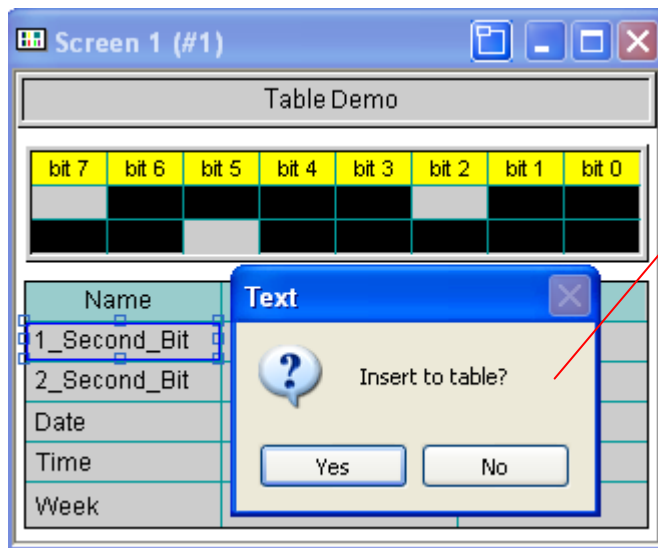 Screen 1 (#1)
Table Demo
bit 7 bit 6 bit 5 bit 4 bit 3 bit 2 bit 1 bit 0
Name
1_Second_Bit
2_Second_Bit
Date
Time
Week
Text
Insert to table?
Yes No